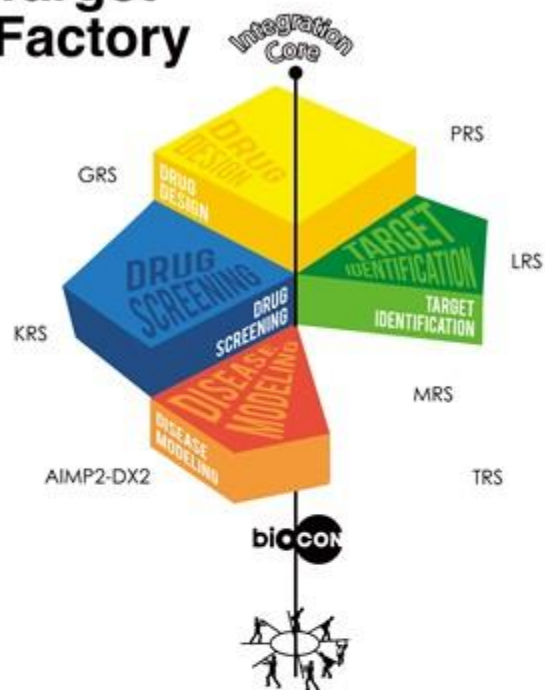 Factory
Integration
Core
PRS
GRS
DRUG
DESIGN
DRUG
DESIGN
TARGET
IDENTIFICATION
LRS
TARGET
IDENTIFICATION
DRUG
SCREENING
DRUG
SCREENING
KRS
DISEASE
MODELING
MRS
DISEASE
MODELING
AIMP2-DX2
TRS
biocon